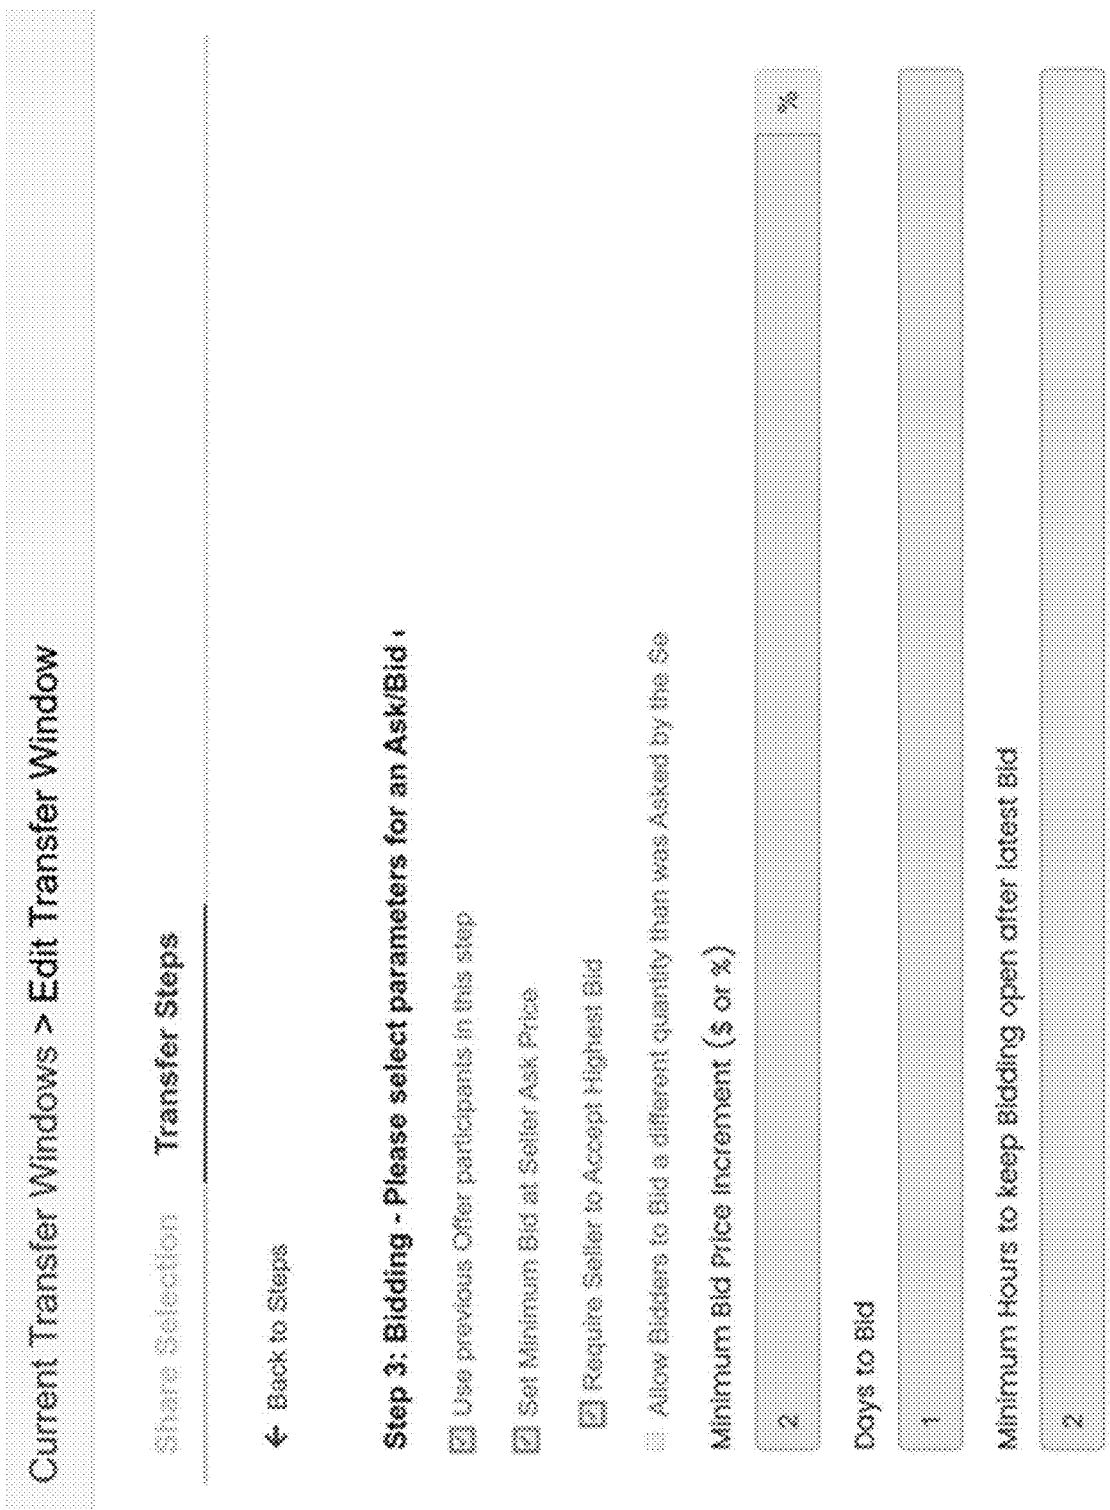 Current Transfer Windows > Edit Transfer Window
Share Selection Transfer Steps
← Back to Steps
Step 3: Bidding - Please select parameters for an Ask/Bid
Use previous Offer participants in this step
Set Minimum Bid at Seller Ask Price
Require Seller to Accept Highest Bid
Allow Bidders to Bid a different quantity than was Asked by the Se
Minimum Bid Price Increment ($ or %)
2 %
Days to Bid
1
Minimum Hours to keep Bidding open after latest Bid
2